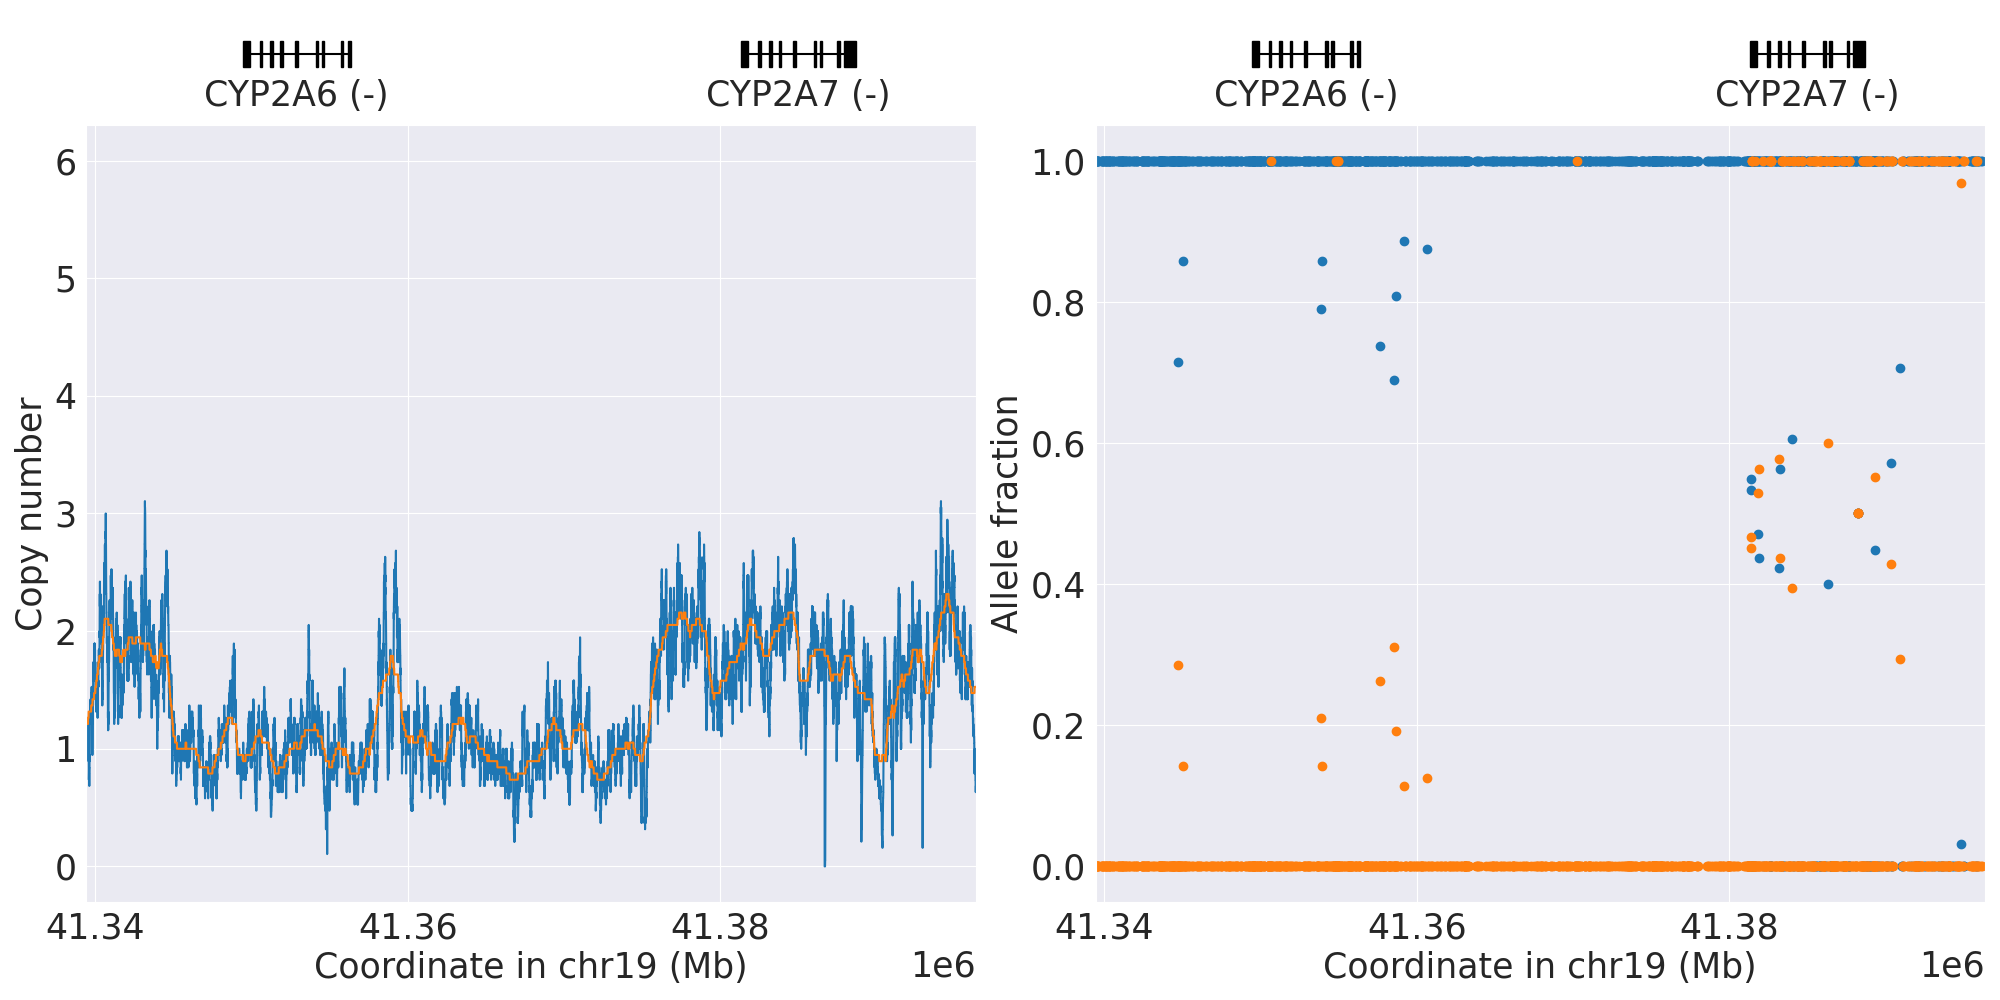 CYP2A6 (-) CYP2A7 (-)
6
5
4
3
2
1
0
Copy number
41.34 41.36 41.38
Coordinate in chr19 (Mb) 1e6
CYP2A6 (-) CYP2A7 (-)
1.0
0.8
0.6
0.4
0.2
0.0
Allele fraction
41.34 41.36 41.38
Coordinate in chr19 (Mb) 1e6